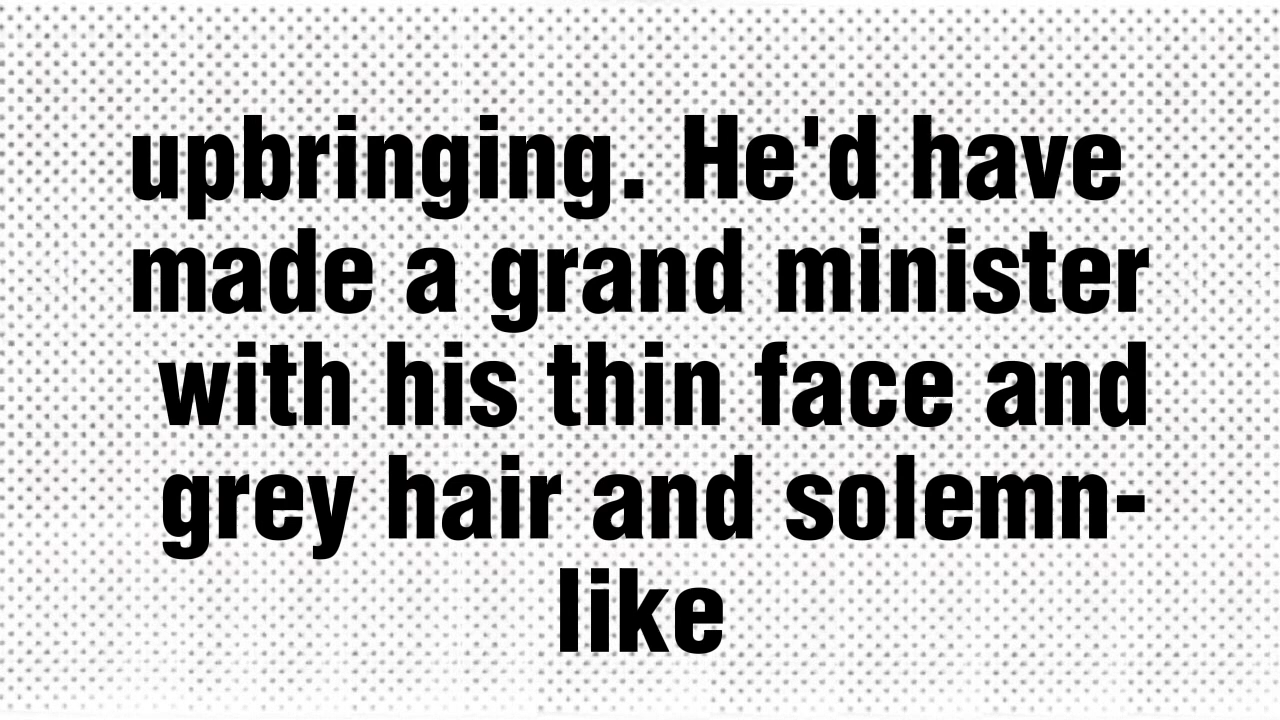 upbringing. He'd have
made a grand minister
with his thin face and
grey hair and solemn-
like